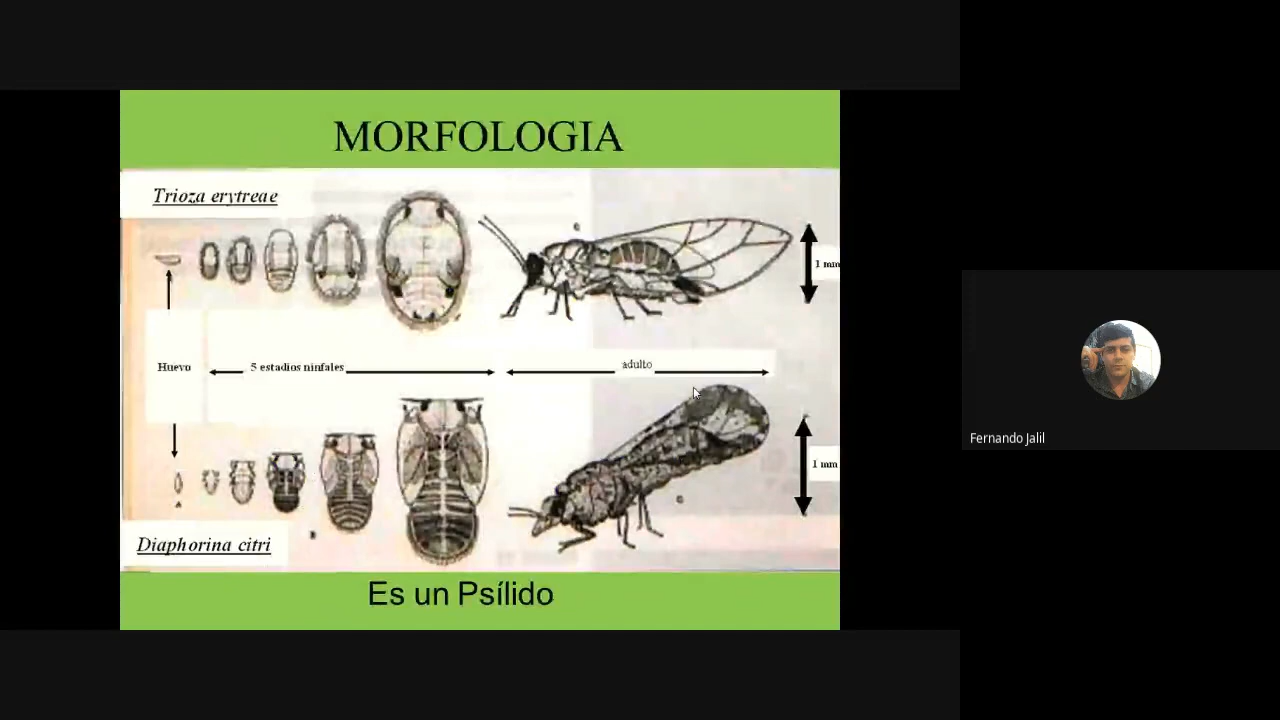 MORFOLOGIA
Trioza erytreae
1 mm
Huevo
5 estadios ninfales
adulto
1 mm
Diaphorina citri
Es un Psílido
Fernando Jalil